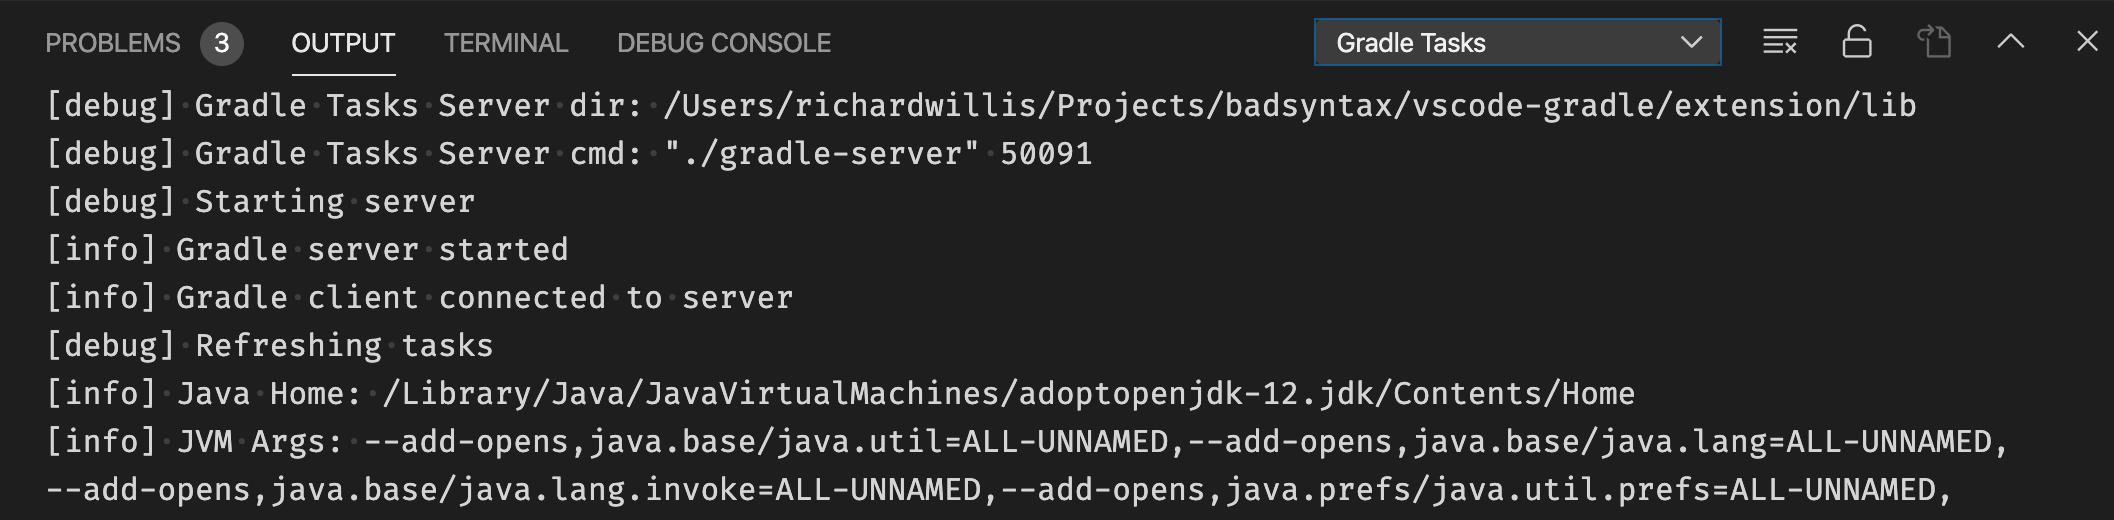 PROBLEMS 3 OUTPUT TERMINAL DEBUG CONSOLE Gradle Tasks
[debug] Gradle Tasks Server dir: /Users/richardwillis/Projects/badsyntax/vscode-gradle/extension/lib
[debug] Gradle Tasks Server cmd: "./gradle-server" 50091
[debug] Starting server
[info] Gradle server started
[info] Gradle client connected to server
[debug] Refreshing tasks
[info] Java Home: /Library/Java/JavaVirtualMachines/adoptopenjdk-12.jdk/Contents/Home
[info] JVM Args: --add-opens,java.base/java.util=ALL-UNNAMED,--add-opens,java.base/java.lang=ALL-UNNAMED,
--add-opens,java.base/java.lang.invoke=ALL-UNNAMED,--add-opens,java.prefs/java.util.prefs=ALL-UNNAMED,